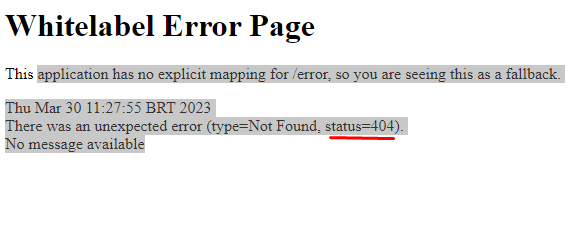 Whitelabel Error Page
This application has no explicit mapping for /error, so you are seeing this as a fallback.
Thu Mar 30 11:27:55 BRT 2023
There was an unexpected error (type=Not Found, status=404).
No message available